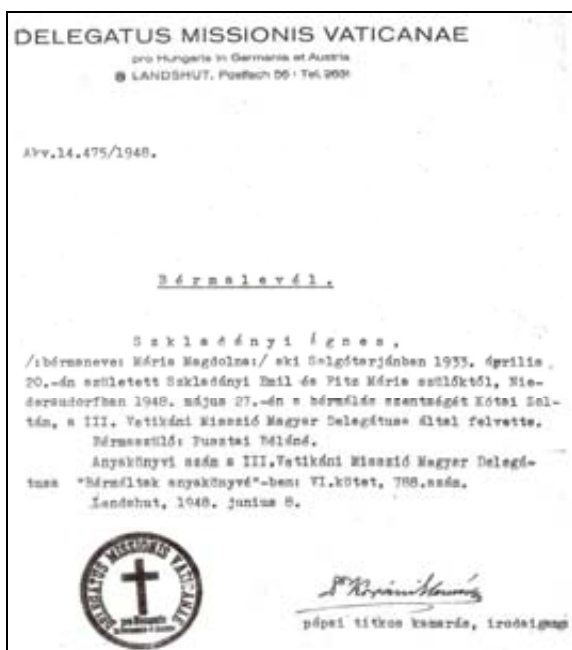 DELEGATUS MISSIONIS VATICANAE
pro Hungaris in Germania et Austria
LANDSHUT, Postfach 56 · Tel. 2631
14.475/1948.
Bérmalevél.
Szkladányi Ágnes,
/:bérmaneve: Mária Magdolna:/ aki Salgótarjánban 1933. április
20.-án született Szkladányi Emil és Pitz Mária szülőktől, Nie-
1948. május 27.-én a bérmálás szentségét Kótai Zol-
tán, a III. Vatikáni Misszió Magyar Delegátusa által felvette.
Bérmaszülő: Pusztai Béláné.
Anyakönyvi szám a III.Vatikáni Misszió Magyar Delegá-
tusa "Bérmáltak anyakönyvé"-ben: VI.kötet, 788.szám.
Landshut, 1948. junius 8.
DELEGATUS MISSIONIS VATICANAE
pro Hungaris
pápai titkos kamarás, irodaigazg